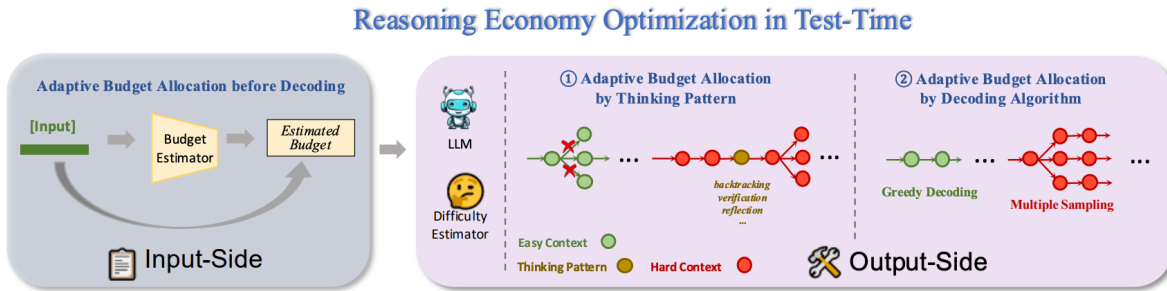 Reasoning Economy Optimization in Test-Time
Adaptive Budget Allocation before Decoding
[Input]
Budget
Estimator
Estimated
Budget
Input-Side
LLM
Difficulty
Estimator
① Adaptive Budget Allocation
by Thinking Pattern
...
...
backtracking
verification
reflection
...
Easy Context
Thinking Pattern
Hard Context
② Adaptive Budget Allocation
by Decoding Algorithm
...
...
Greedy Decoding
Multiple Sampling
Output-Side